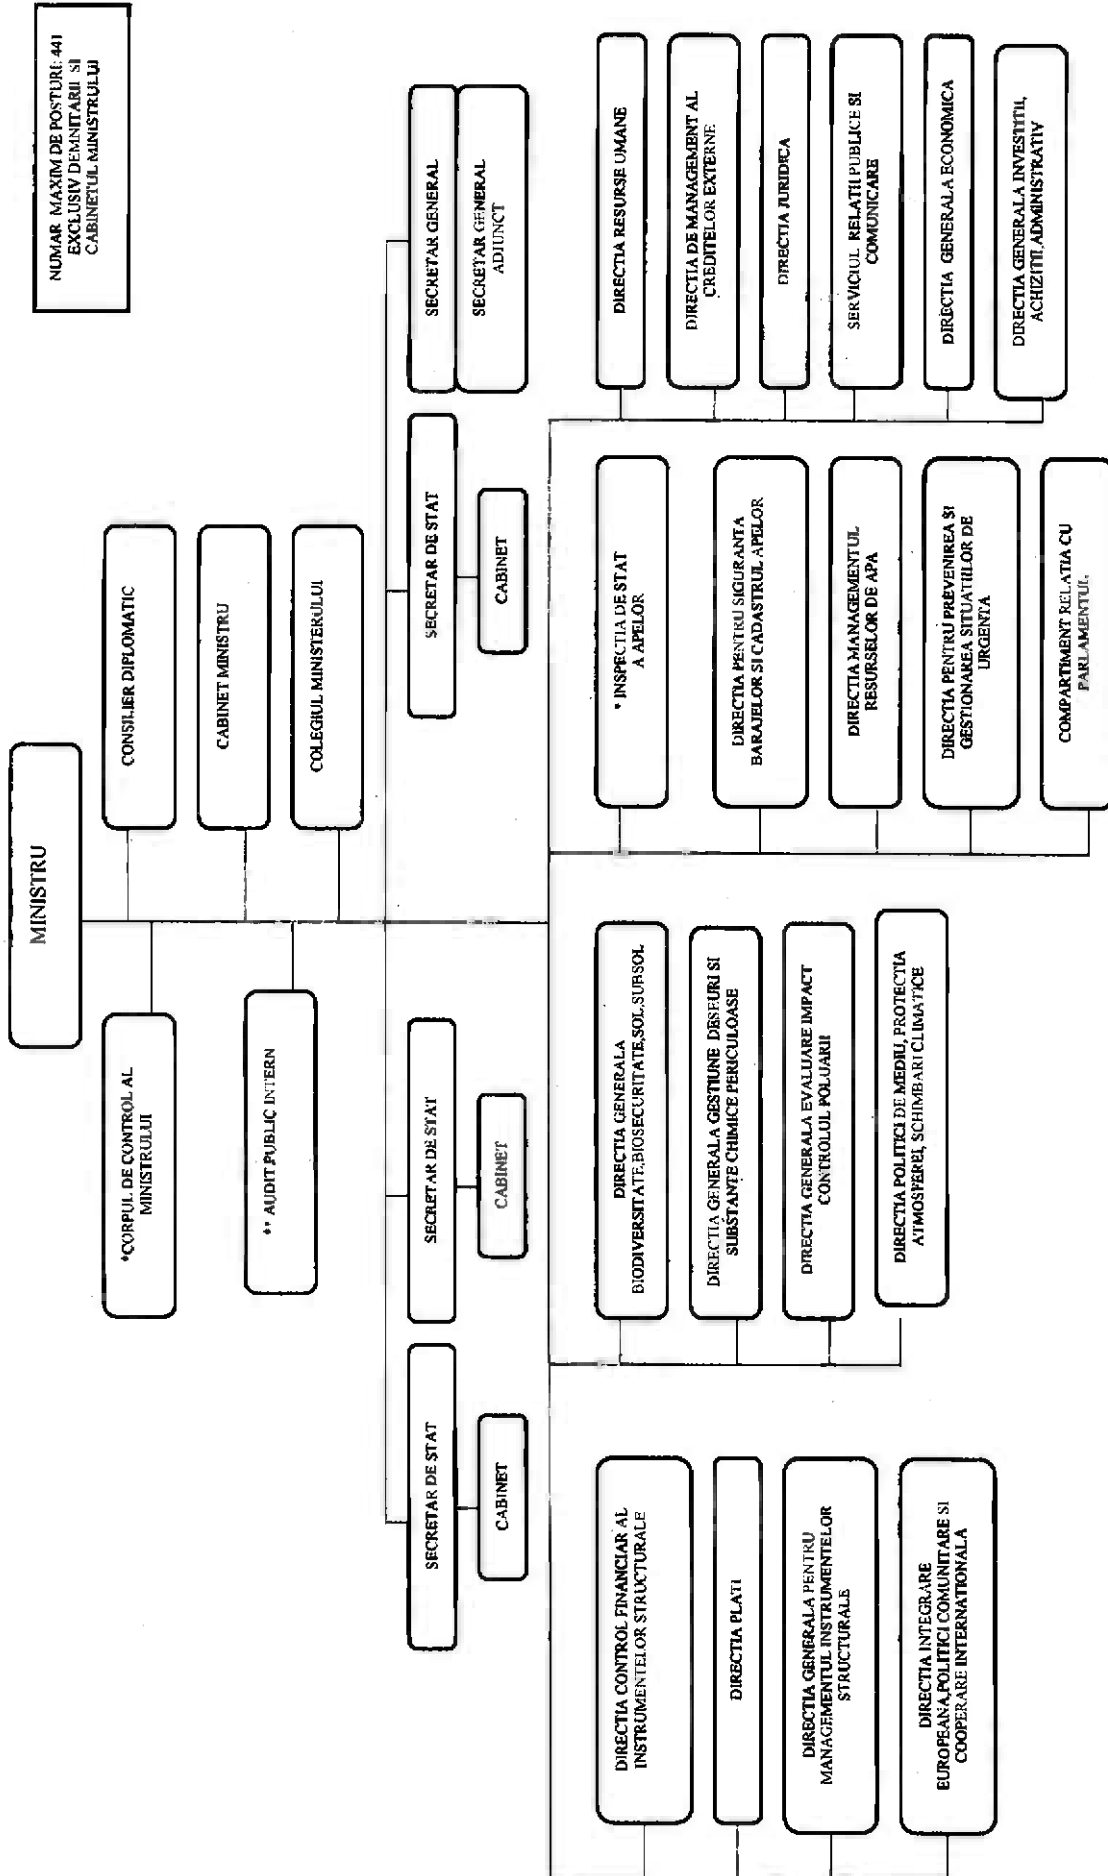 NUMAR MAXIM DE POSTURI: 441
EXCLUSIV DEMNITARII SI
CABINETUL MINISTRULUI
MINISTRU
*CORPUL DE CONTROL AL
MINISTRULUI
CONSILIER DIPLOMATIC
CABINET MINISTRU
** AUDIT PUBLIC INTERN
COLEGIUL MINISTERULUI
SECRETAR DE STAT
CABINET
SECRETAR DE STAT
CABINET
SECRETAR DE STAT
CABINET
SECRETAR GENERAL
SECRETAR GENERAL
ADJUNCT
DIRECTIA CONTROL FINANCIAR AL
INSTRUMENTELOR STRUCTURALE
DIRECTIA PLATI
DIRECTIA GENERALA PENTRU
MANAGEMENTUL INSTRUMENTELOR
STRUCTURALE
DIRECTIA INTEGRARE
EUROPEANA,POLITICI COMUNITARE SI
COOPERARE INTERNATIONALA
DIRECTIA GENERALA
BIODIVERSITATE,BIOSECURITATE,SOL,SUBSOL
DIRECTIA GENERALA GESTIUNE DESEURI SI
SUBSTANTE CHIMICE PERICULOASE
DIRECTIA GENERALA EVALUARE IMPACT
CONTROLUL POLUARII
DIRECTIA POLITICI DE MEDIU, PROTECTIA
ATMOSFEREI, SCHIMBARI CLIMATICE
* INSPECTIA DE STAT
A APELOR
DIRECTIA PENTRU SIGURANTA
BARAJELOR SI CADASTRUL APELOR
DIRECTIA MANAGEMENTUL
RESURSELOR DE APA
DIRECTIA PENTRU PREVENIREA SI
GESTIONAREA SITUATIILOR DE
URGENTA
COMPARTIMENT RELATIA CU
PARLAMENTUL
DIRECTIA RESURSE UMANE
DIRECTIA DE MANAGEMENT AL
CREDITELOR EXTERNE
DIRECTIA JURIDICA
SERVICIUL RELATII PUBLICE SI
COMUNICARE
DIRECTIA GENERALA ECONOMICA
DIRECTIA GENERALA INVESTITII,
ACHIZITII,ADMINISTRATIV